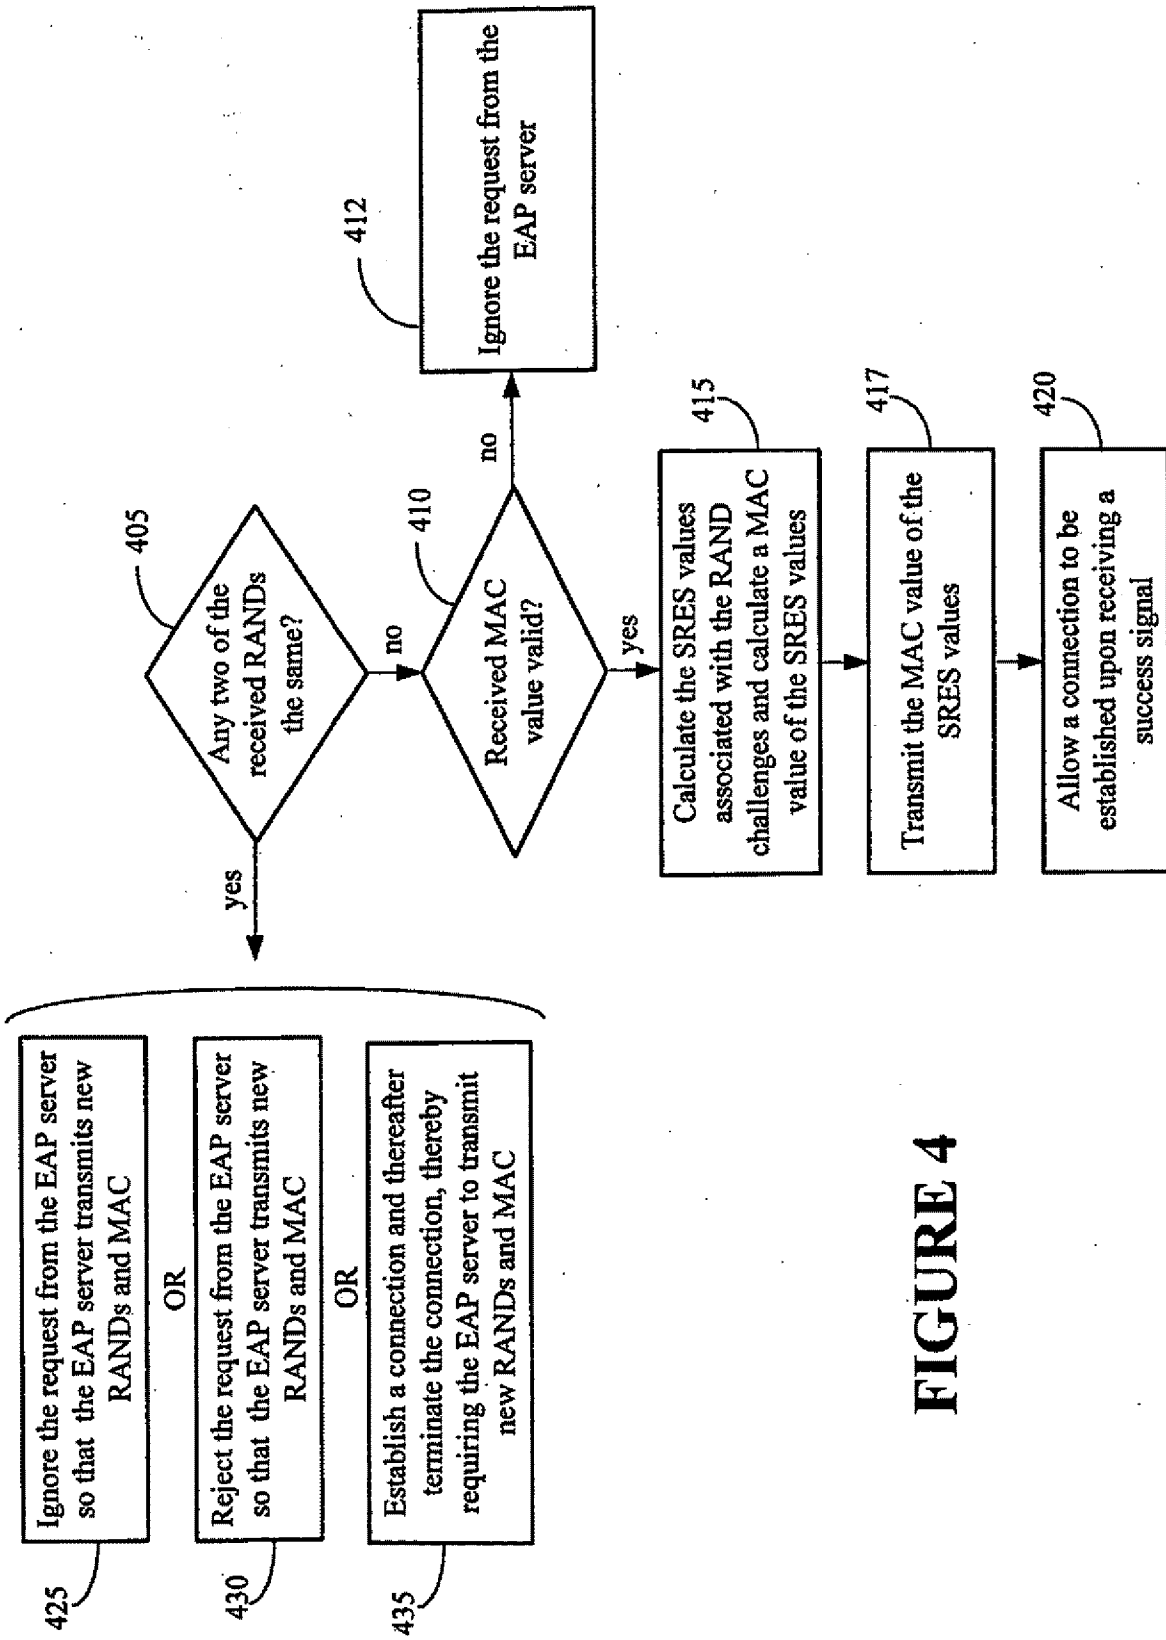 405
Any two of the
received RANDs
the same?
yes
no
425
Ignore the request from the EAP server
so that the EAP server transmits new
RANDs and MAC
OR
430
Reject the request from the EAP server
so that the EAP server transmits new
RANDs and MAC
OR
435
Establish a connection and thereafter
terminate the connection, thereby
requiring the EAP server to transmit
new RANDs and MAC
410
Received MAC
value valid?
no
412
Ignore the request from the
EAP server
yes
415
Calculate the SRES values
associated with the RAND
challenges and calculate a MAC
value of the SRES values
417
Transmit the MAC value of the
SRES values
420
Allow a connection to be
established upon receiving a
success signal
FIGURE 4